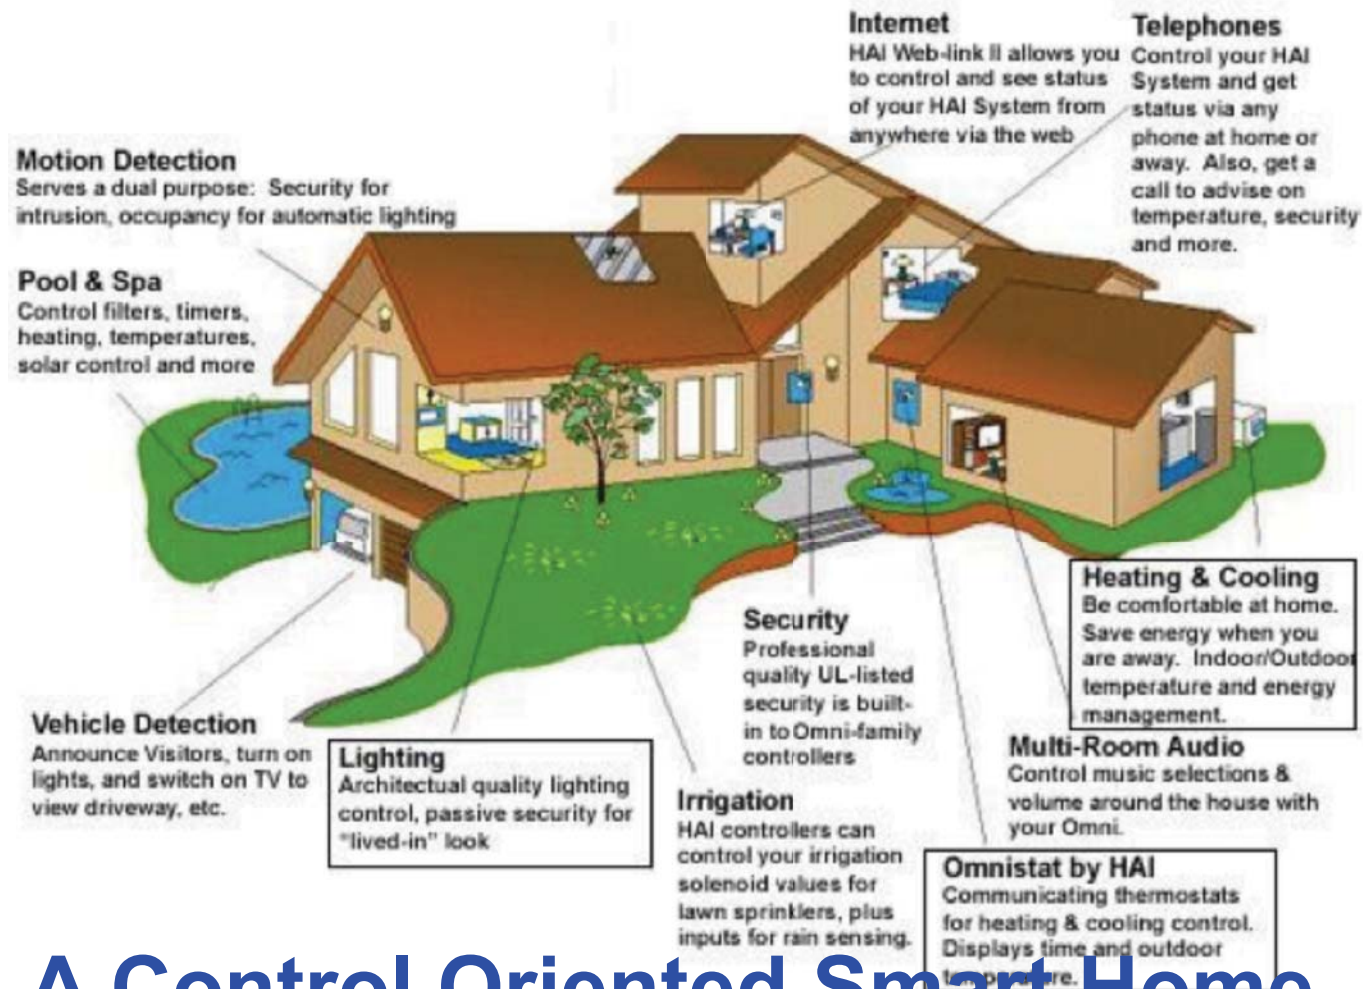 Internet
HAI Web-link II allows you
to control and see status
of your HAI System from
anywhere via the web
Telephones
Control your HAI
System and get
status via any
phone at home or
away. Also, get a
call to advise on
temperature, security
and more.
Motion Detection
Serves a dual purpose: Security for
intrusion, occupancy for automatic lighting
Pool & Spa
Control filters, timers,
heating, temperatures,
solar control and more
Heating & Cooling
Be comfortable at home.
Save energy when you
are away. Indoor/Outdoor
temperature and energy
management.
Security
Professional
quality UL-listed
security is built-
in to Omni-family
controllers
Vehicle Detection
Announce Visitors, turn on
lights, and switch on TV to
view driveway, etc.
Lighting
Architectual quality lighting
control, passive security for
"lived-in" look
Multi-Room Audio
Control music selections &
volume around the house with
your Omni.
Irrigation
HAI controllers can
control your irrigation
solenoid values for
lawn sprinklers, plus
inputs for rain sensing.
Omnistat by HAI
Communicating thermostats
for heating & cooling control.
Displays time and outdoor
temperature.
A Control Oriented Smart Home